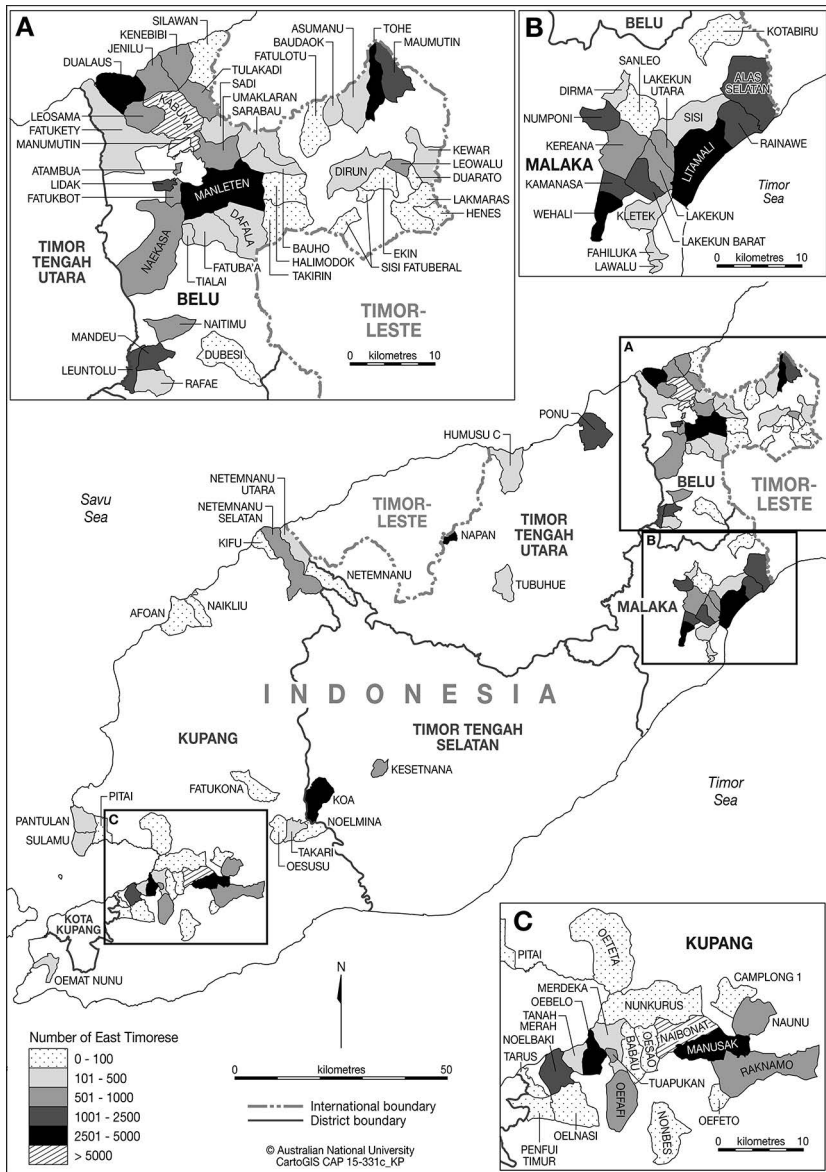 A
SILAWAN
KENEBIBI
JENILU
DUALAUS
TULAKADI
SADI
UMAKLARAN
SARABAU
KABUNA
LEOSAMA
FATUKETY
MANUMUTIN
ATAMBUA
LIDAK
FATUKBOT
MANLETEN
NAEKASA
DAFALA
TIMOR
TENGAH
UTARA
FATUBA'A
TIALAI
BELU
BAUHO
HALIMODOK
TAKIRIN
MANDEU
NAITIMU
DUBESI
LEUNTOLU
RAFAE
ASUMANU
BAUDAOK
FATULOTU
TOHE
MAUMUTIN
KEWAR
LEOWALU
DUARATO
DIRUN
LAKMARAS
HENES
EKIN
SISI FATUBERAL
TIMOR-
LESTE
0 kilometres 10
B
BELU
KOTABIRU
SANLEO
LAKEKUN
UTARA
DIRMA
ALAS
SELATAN
NUMPONI
SISI
KEREANA
RAINAWE
MALAKA
LITAMALI
KAMANASA
Timor
Sea
WEHALI
KLETEK
LAKEKUN
LAKEKUN BARAT
FAHILUKA
LAWALU
0 kilometres 10
A
PONU
HUMUSU C
BELU
TIMOR-
LESTE
Savu
Sea
NETEMNANU
UTARA
NETEMNANU
SELATAN
KIFU
TIMOR-
LESTE
NAPAN
TIMOR
TENGAH
UTARA
B
NETEMNANU
TUBUHUE
AFOAN
NAIKLIU
MALAKA
INDONESIA
KUPANG
TIMOR TENGAH
SELATAN
KESETNANA
FATUKONA
Timor
Sea
PITAI
KOA
PANTULAN
NOELMINA
SULAMU
C
TAKARI
OESUSU
KOTA
KUPANG
OEMAT NUNU
N
Number of East Timorese
0 - 100
101 - 500
501 - 1000
1001 - 2500
2501 - 5000
> 5000
kilometres
0 50
International boundary
District boundary
© Australian National University
CartoGIS CAP 15-331c_KP
C
OETETA
KUPANG
PITAI
CAMPLONG 1
MERDEKA
NUNKURUS
OEBELO
TANAH
MERAH
NAUNU
NOELBAKI
BABAU
OESAO
NAIBONAT
TARUS
MANUSAK
TUAPUKAN
RAKNAMO
OEFAFI
OEFETO
PENFUI
TIMUR
OELNASI
NONBES
0 kilometres 10